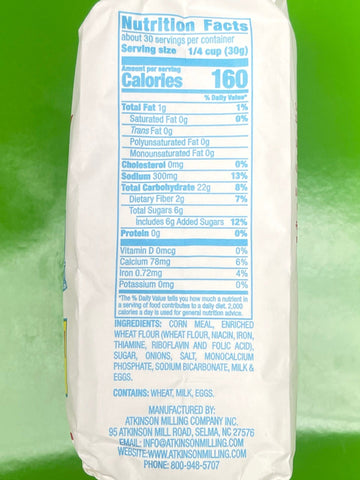 Nutrition Facts
about 30 servings per container
Serving size 1/4 cup (30g)
Amount per serving
Calories 160
% Daily Value*
Total Fat 1g 1%
Saturated Fat 0g 0%
Trans Fat 0g
Polyunsaturated Fat 0g
Monounsaturated Fat 0g
Cholesterol 0mg 0%
Sodium 300mg 13%
Total Carbohydrate 22g 8%
Dietary Fiber 2g 7%
Total Sugars 6g
Includes 6g Added Sugars 12%
Protein 0g 0%
Vitamin D 0mcg 0%
Calcium 78mg 6%
Iron 0.72mg 4%
Potassium 0mg 0%
*The % Daily Value tells you how much a nutrient in
a serving of food contributes to a daily diet. 2,000
calories a day is used for general nutrition advice.
INGREDIENTS: CORN MEAL, ENRICHED
WHEAT FLOUR (WHEAT FLOUR, NIACIN, IRON,
THIAMINE, RIBOFLAVIN AND FOLIC ACID),
SUGAR, ONIONS, SALT, MONOCALCIUM
PHOSPHATE, SODIUM BICARBONATE, MILK &
EGGS.
CONTAINS: WHEAT, MILK, EGGS.
MANUFACTURED BY:
ATKINSON MILLING COMPANY INC.
95 ATKINSON MILL ROAD, SELMA, NC 27576
EMAIL: INFO@ATKINSONMILLING.COM
WEBSITE: WWW.ATKINSONMILLING.COM
PHONE: 800-948-5707